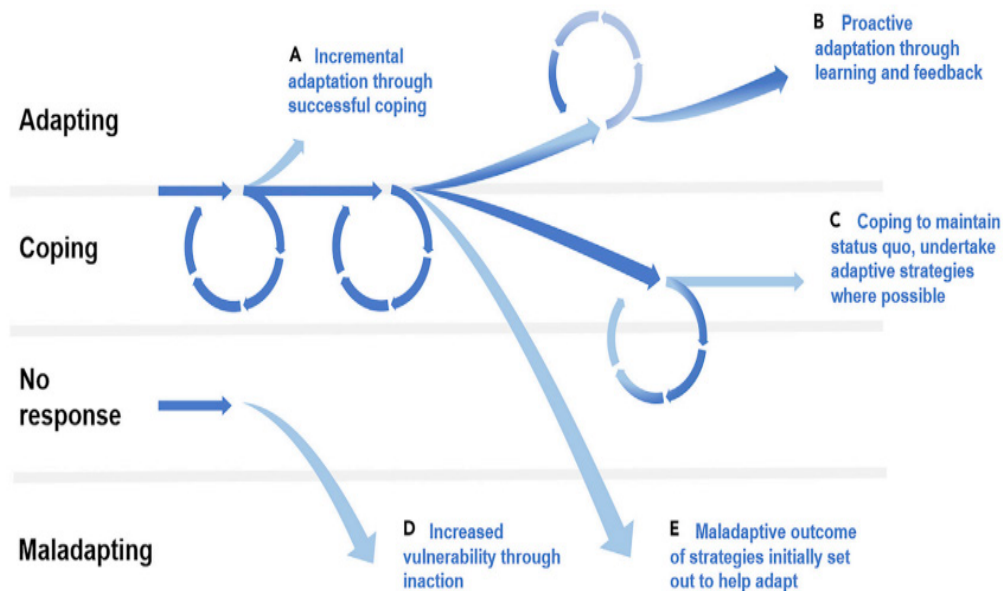 Adapting
A Incremental
adaptation through
successful coping
B Proactive
adaptation through
learning and feedback
Coping
C Coping to maintain
status quo, undertake
adaptive strategies
where possible
No
response
Maladapting
D Increased
vulnerability through
inaction
E Maladaptive outcome
of strategies initially set
out to help adapt